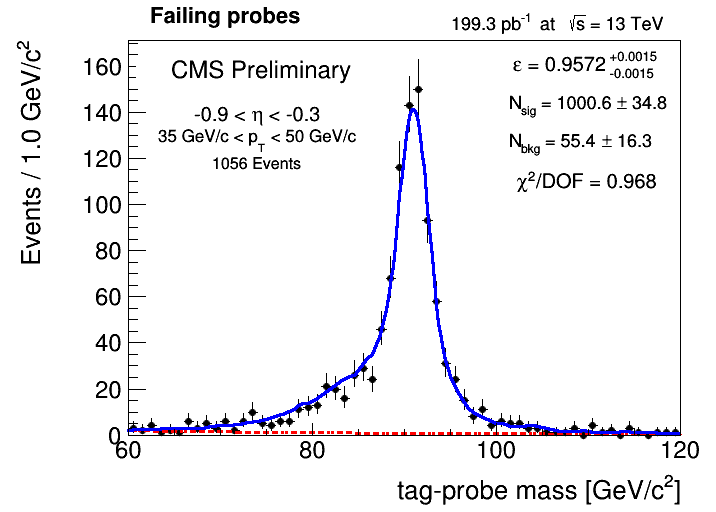 Failing probes
199.3 pb⁻¹ at √s = 13 TeV
CMS Preliminary
-0.9 < η < -0.3
35 GeV/c < p_T < 50 GeV/c
1056 Events
ε = 0.9572 +0.0015 -0.0015
N_sig = 1000.6 ± 34.8
N_bkg = 55.4 ± 16.3
χ²/DOF = 0.968
Events / 1.0 GeV/c²
160
140
120
100
80
60
40
20
0
60 80 100 120
tag-probe mass [GeV/c²]